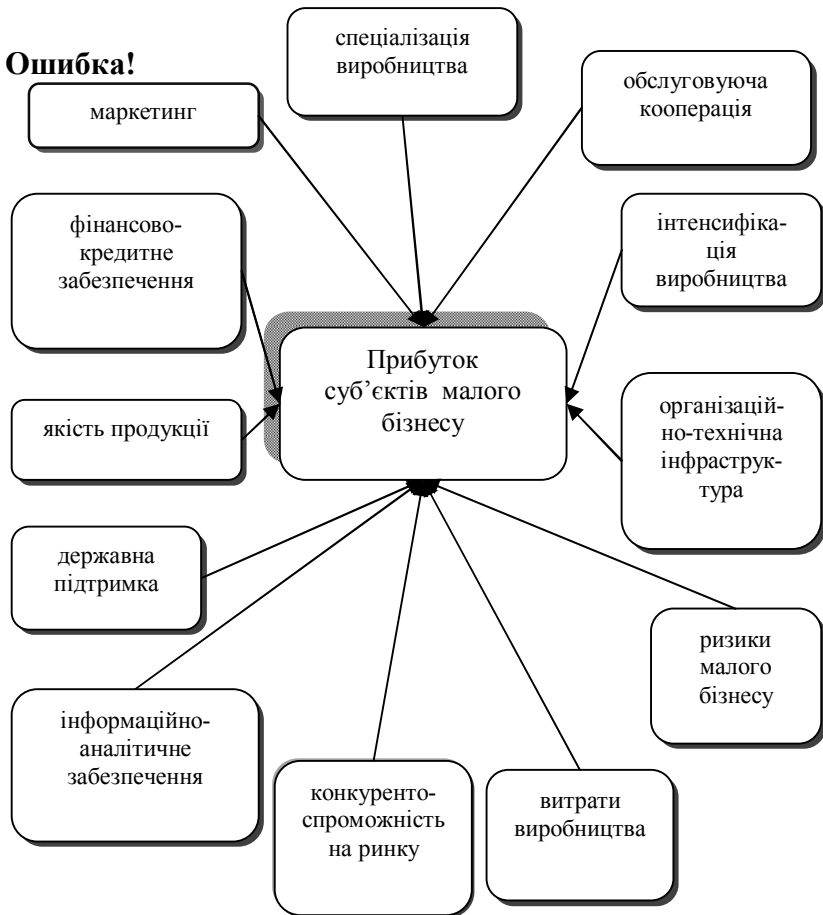 Ошибка!
спеціалізація
виробництва
маркетинг
обслуговуюча
кооперація
фінансово-
кредитне
забезпечення
інтенсифіка-
ція
виробництва
Прибуток
суб’єктів малого
бізнесу
якість продукції
організацій-
но-технічна
інфраструк-
тура
державна
підтримка
ризики
малого
бізнесу
інформаційно-
аналітичне
забезпечення
конкуренто-
спроможність
на ринку
витрати
виробництва